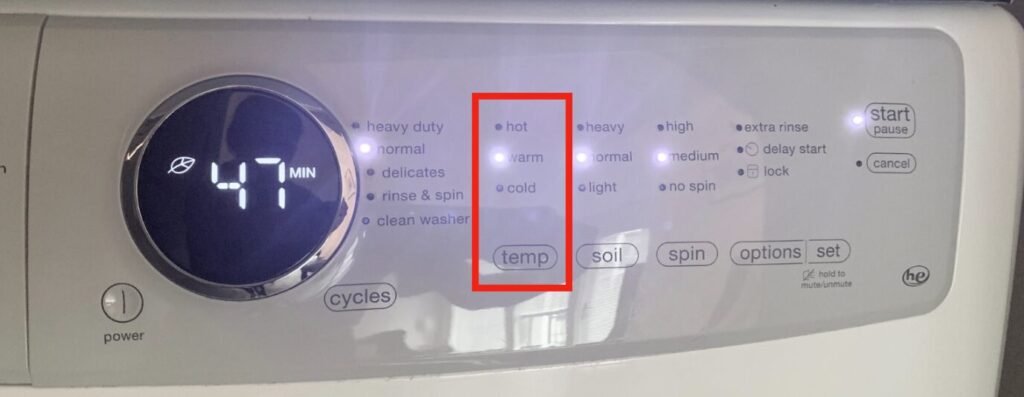 47 MIN
power
heavy duty
normal
delicates
rinse & spin
clean washer
cycles
hot
warm
cold
temp
heavy
normal
light
soil
high
medium
no spin
spin
extra rinse
delay start
lock
options set
hold to
mute/unmute
start
pause
cancel
he